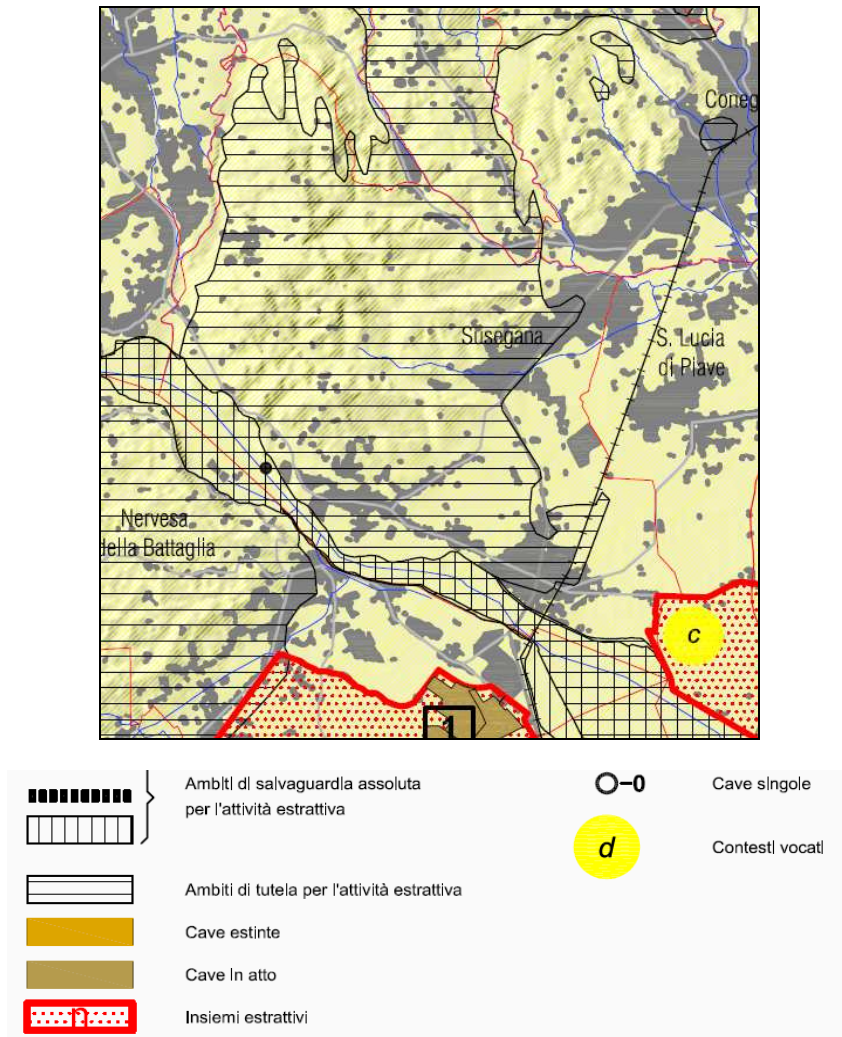 Coneg
Susegana
S. Lucia
di Piave
Nervesa
della Battaglia
c
1
Ambiti di salvaguardia assoluta
per l'attività estrattiva
Ambiti di tutela per l'attività estrattiva
Cave estinte
Cave in atto
n
Insiemi estrattivi
0
Cave singole
d
Contesti vocati